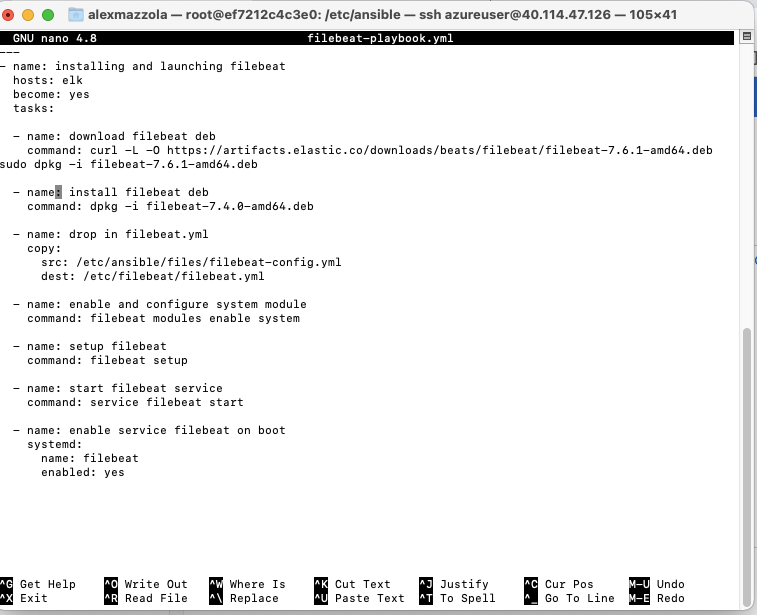 alexmazzola — root@ef7212c4c3e0: /etc/ansible — ssh azureuser@40.114.47.126 — 105×41
GNU nano 4.8 filebeat-playbook.yml
---
- name: installing and launching filebeat
  hosts: elk
  become: yes
  tasks:

  - name: download filebeat deb
    command: curl -L -O https://artifacts.elastic.co/downloads/beats/filebeat/filebeat-7.6.1-amd64.deb
sudo dpkg -i filebeat-7.6.1-amd64.deb

  - name: install filebeat deb
    command: dpkg -i filebeat-7.4.0-amd64.deb

  - name: drop in filebeat.yml
    copy:
      src: /etc/ansible/files/filebeat-config.yml
      dest: /etc/filebeat/filebeat.yml

  - name: enable and configure system module
    command: filebeat modules enable system

  - name: setup filebeat
    command: filebeat setup

  - name: start filebeat service
    command: service filebeat start

  - name: enable service filebeat on boot
    systemd:
      name: filebeat
      enabled: yes

^G Get Help ^O Write Out ^W Where Is ^K Cut Text ^J Justify ^C Cur Pos M-U Undo
^X Exit ^R Read File ^\ Replace ^U Paste Text ^T To Spell ^_ Go To Line M-E Redo